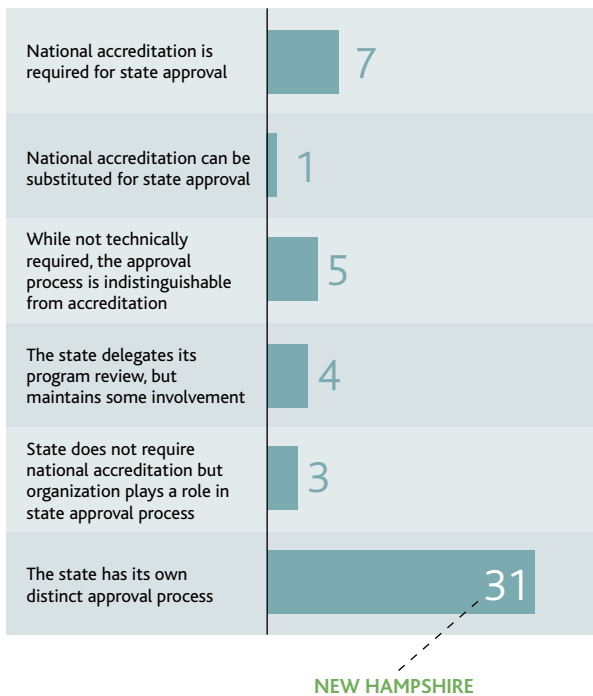 National accreditation is
required for state approval
7
National accreditation can be
substituted for state approval
1
While not technically
required, the approval
process is indistinguishable
from accreditation
5
The state delegates its
program review, but
maintains some involvement
4
State does not require
national accreditation but
organization plays a role in
state approval process
3
The state has its own
distinct approval process
31
NEW HAMPSHIRE